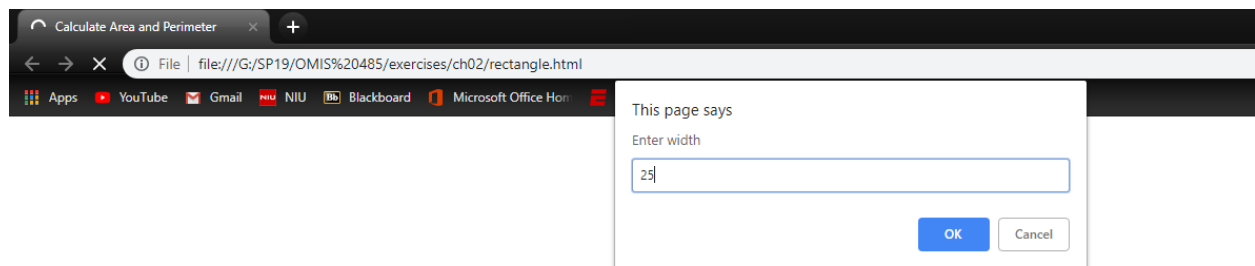 Calculate Area and Perimeter × +
File | file:///G:/SP19/OMIS%20485/exercises/ch02/rectangle.html
Apps YouTube Gmail NIU NIU Bb Blackboard Microsoft Office Hom
This page says
Enter width
25
OK Cancel